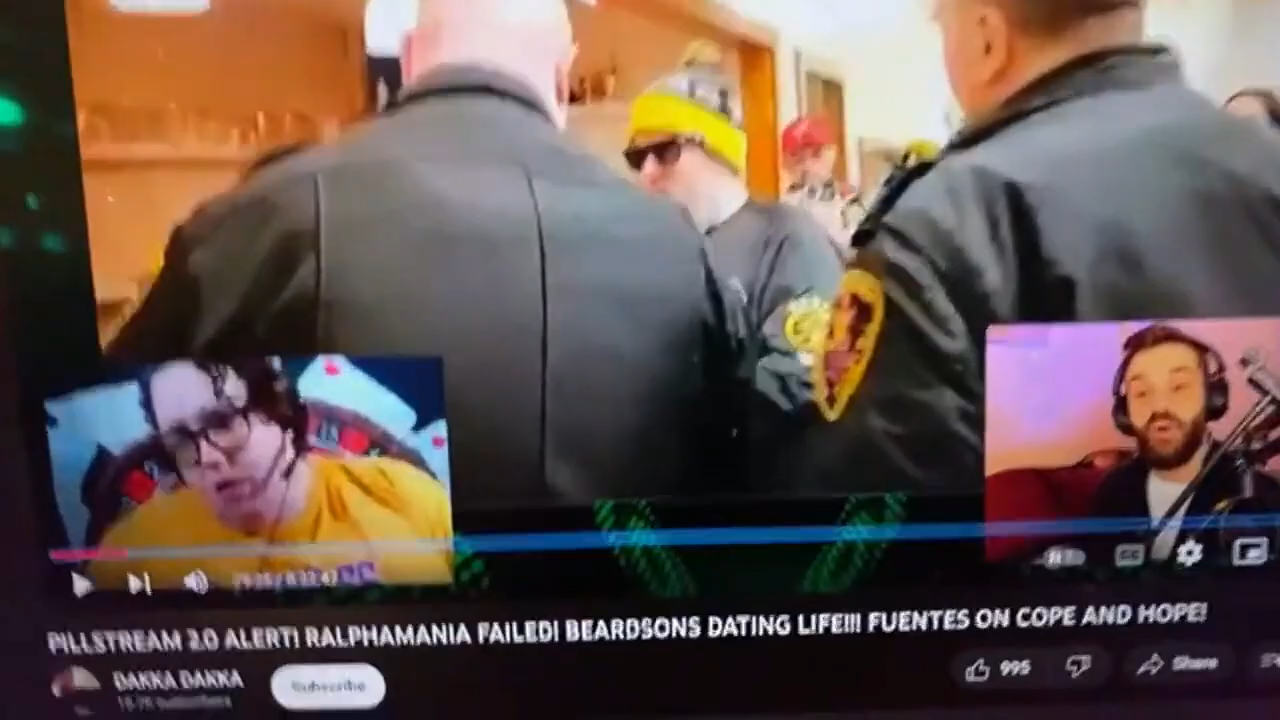 PILLSTREAM 2.0 ALERT! RALPHAMANIA FAILED! BEARDSONS DATING LIFE!!! FUENTES ON COPE AND HOPE!
DAKKA DAKKA
Subscribe
995
Share
CC